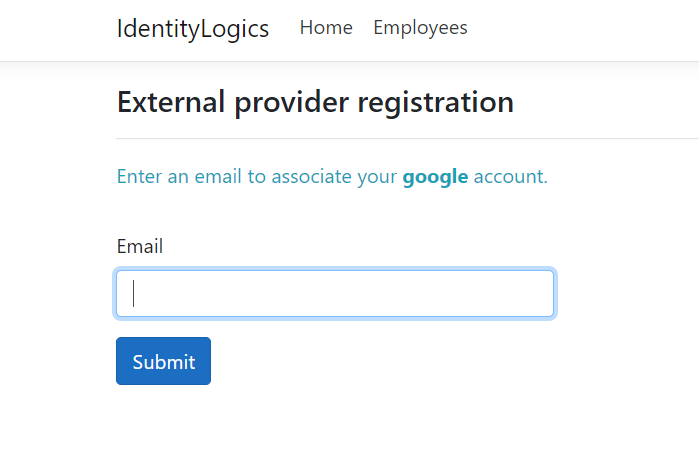 IdentityLogics Home Employees
External provider registration
Enter an email to associate your google account.
Email
Submit